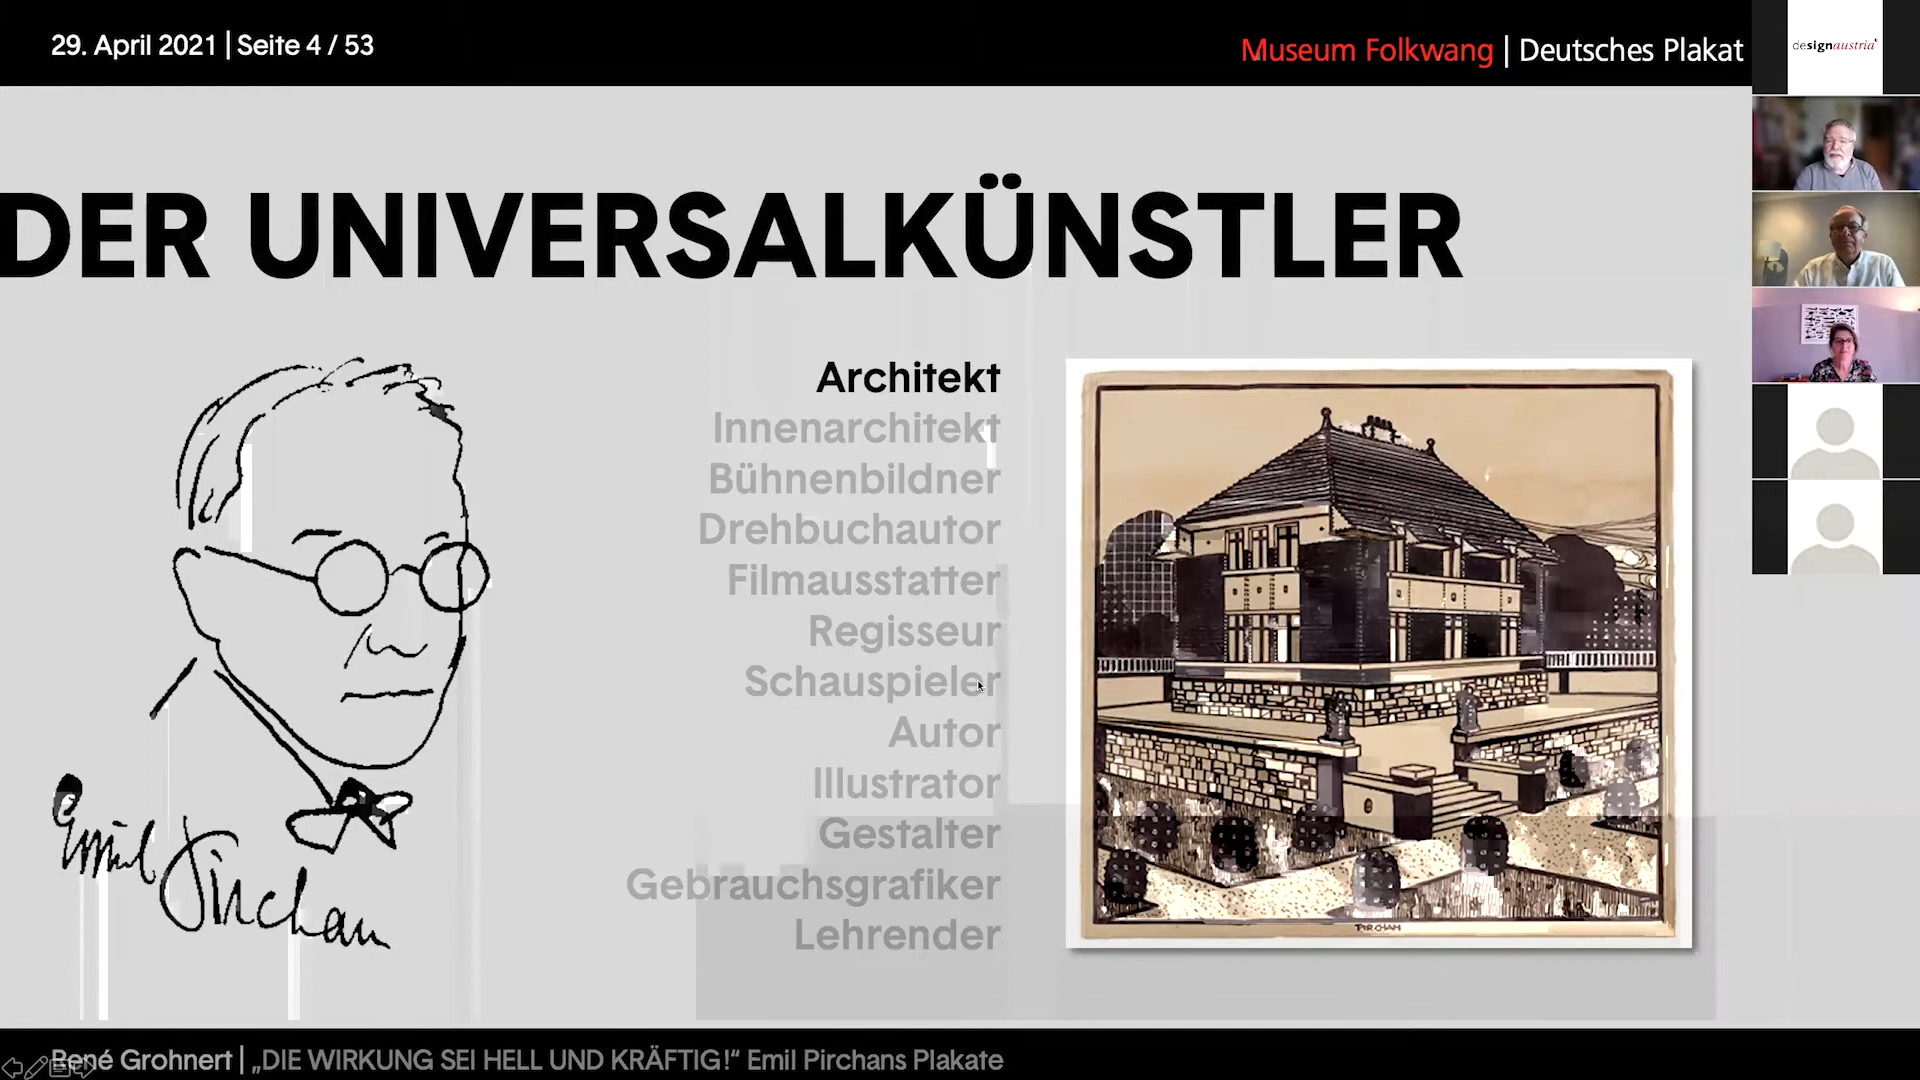 29. April 2021 | Seite 4 / 53
Museum Folkwang | Deutsches Plakat
designaustria
DER UNIVERSALKÜNSTLER
Architekt
Innenarchitekt
Bühnenbildner
Drehbuchautor
Filmausstatter
Regisseur
Schauspieler
Autor
Illustrator
Gestalter
Gebrauchsgrafiker
Lehrender
Emil Pirchan
PIRCHAN
René Grohnert | „DIE WIRKUNG SEI HELL UND KRÄFTIG!“ Emil Pirchans Plakate